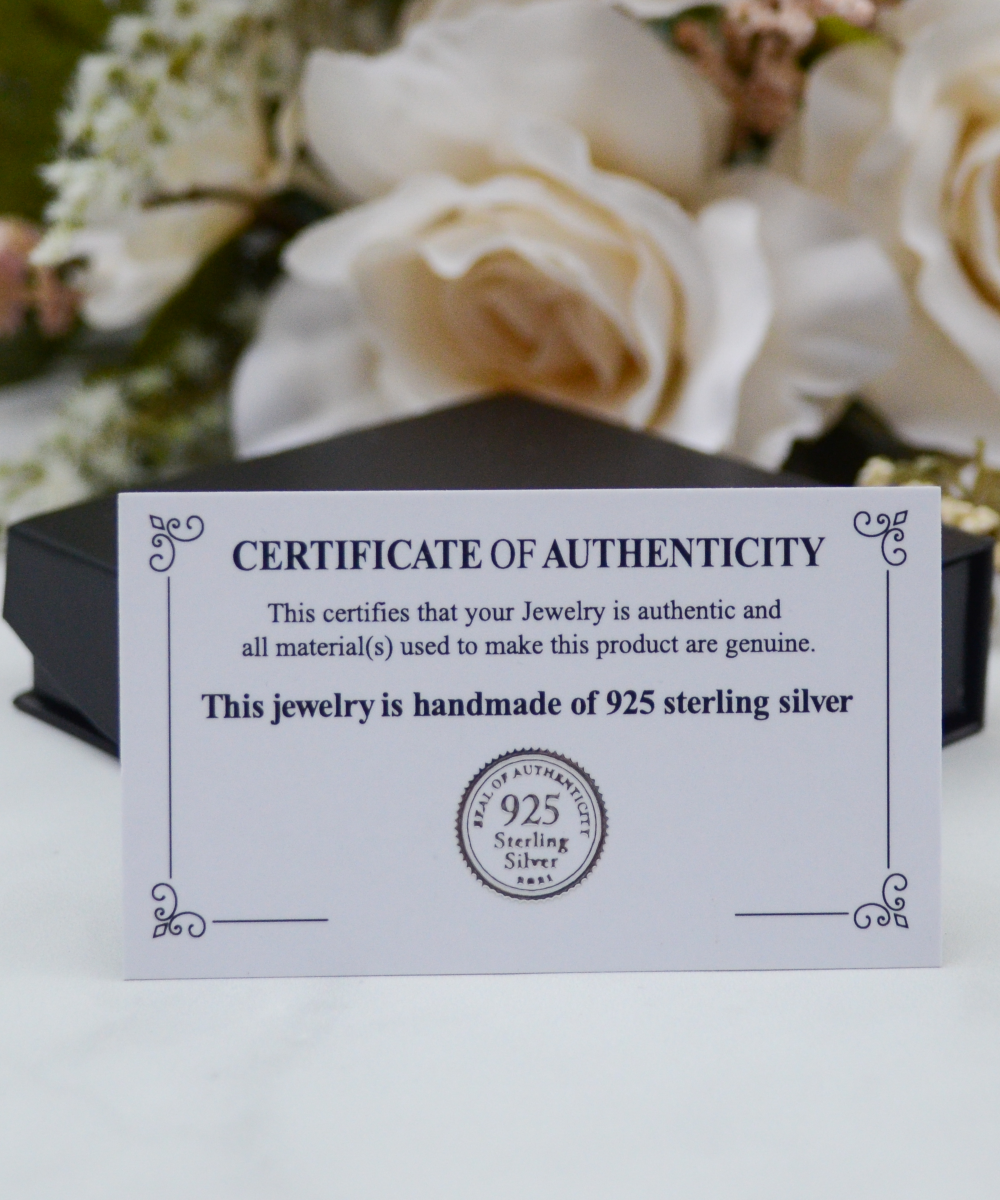 CERTIFICATE OF AUTHENTICITY
This certifies that your Jewelry is authentic and
all material(s) used to make this product are genuine.
This jewelry is handmade of 925 sterling silver
SEAL OF AUTHENTICITY
925
Sterling
Silver